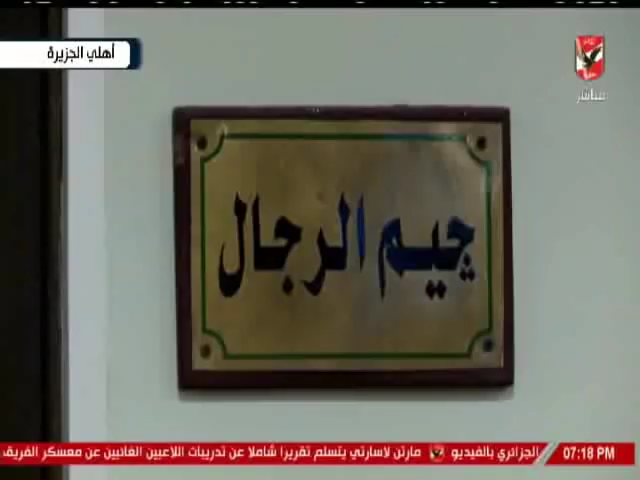 أهلي الجزيرة
مباشر
جيم الرجال
07:18 PM
الجزائري بالفيديو مارتن لاسارتي يتسلم تقريرا شاملا عن تدريبات اللاعبين الغائبين عن معسكر الفريق